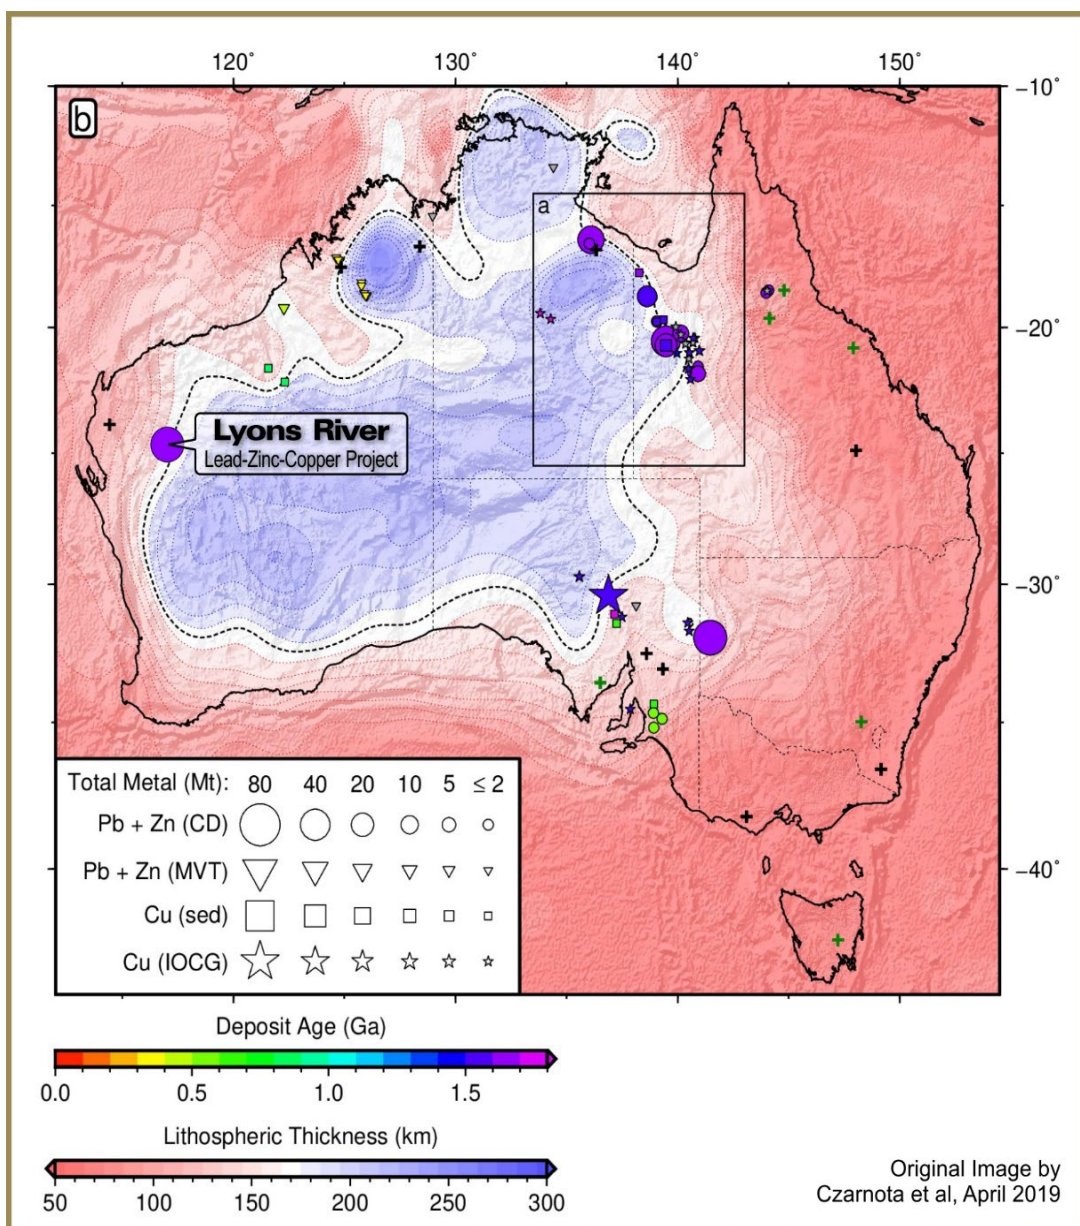 120° 130° 140° 150°
b
-10
a
-20
Lyons River
Lead-Zinc-Copper Project
-30
-40
Total Metal (Mt): 80 40 20 10 5 ≤ 2
Pb + Zn (CD)
Pb + Zn (MVT)
Cu (sed)
Cu (IOCG)
Deposit Age (Ga)
0.0 0.5 1.0 1.5
Lithospheric Thickness (km)
50 100 150 200 250 300
Original Image by
Czarnota et al, April 2019